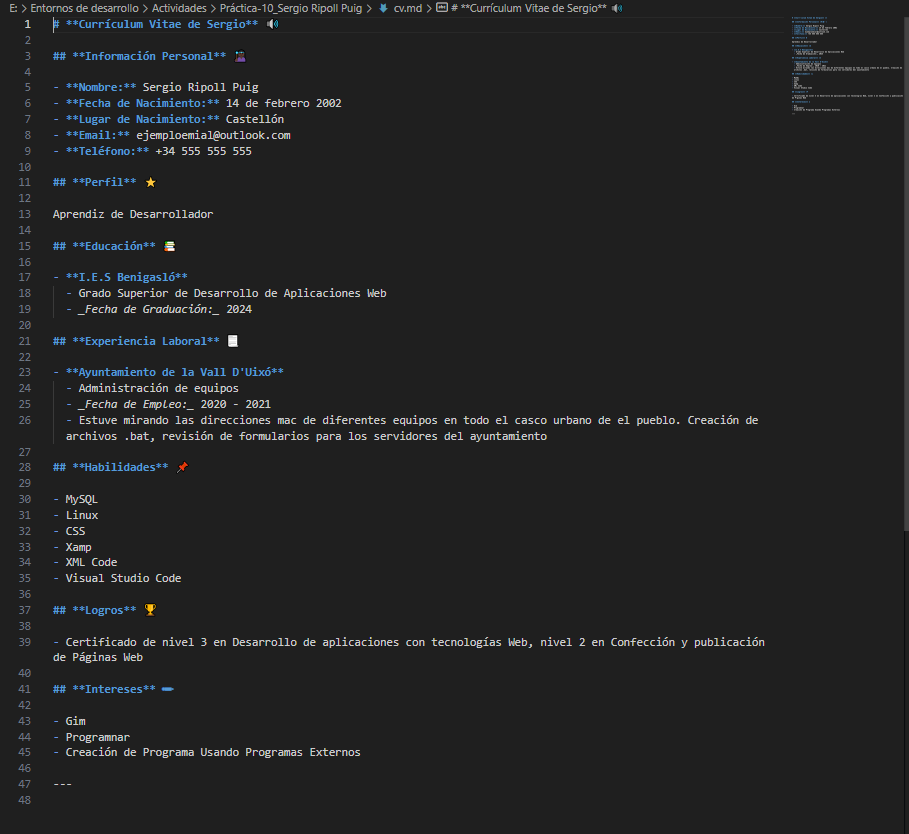 E: > Entornos de desarrollo > Actividades > Práctica-10_Sergio Ripoll Puig > cv.md > # **Currículum Vitae de Sergio** 🔊
1 # **Currículum Vitae de Sergio** 🔊
2
3 ## **Información Personal**
4
5 - **Nombre:** Sergio Ripoll Puig
6 - **Fecha de Nacimiento:** 14 de febrero 2002
7 - **Lugar de Nacimiento:** Castellón
8 - **Email:** ejemploemial@outlook.com
9 - **Teléfono:** +34 555 555 555
10
11 ## **Perfil** ⭐
12
13 Aprendiz de Desarrollador
14
15 ## **Educación** 📚
16
17 - **I.E.S Benigasló**
18 - Grado Superior de Desarrollo de Aplicaciones Web
19 - _Fecha de Graduación:_ 2024
20
21 ## **Experiencia Laboral** 📃
22
23 - **Ayuntamiento de la Vall D'Uixó**
24 - Administración de equipos
25 - _Fecha de Empleo:_ 2020 - 2021
26 - Estuve mirando las direcciones mac de diferentes equipos en todo el casco urbano de el pueblo. Creación de
archivos .bat, revisión de formularios para los servidores del ayuntamiento
27
28 ## **Habilidades** 📌
29
30 - MySQL
31 - Linux
32 - CSS
33 - Xamp
34 - XML Code
35 - Visual Studio Code
36
37 ## **Logros** 🏆
38
39 - Certificado de nivel 3 en Desarrollo de aplicaciones con tecnologías Web, nivel 2 en Confección y publicación
de Páginas Web
40
41 ## **Intereses**
42
43 - Gim
44 - Programnar
45 - Creación de Programa Usando Programas Externos
46
47 ---
48